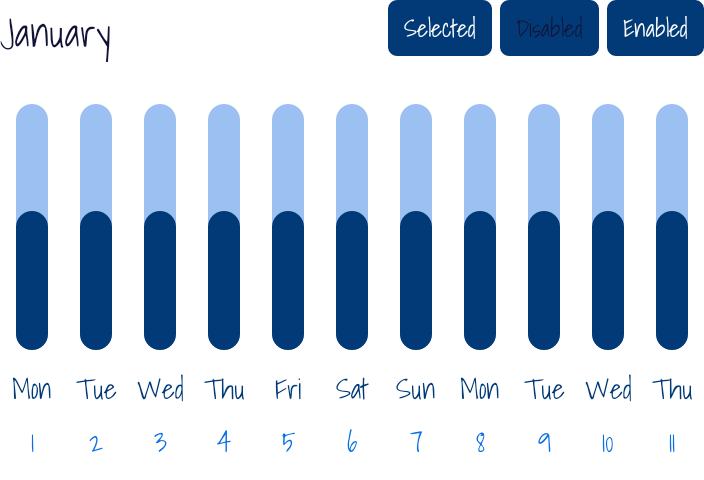 January Selected Disabled Enabled
Mon Tue Wed Thu Fri Sat Sun Mon Tue Wed Thu
1 2 3 4 5 6 7 8 9 10 11